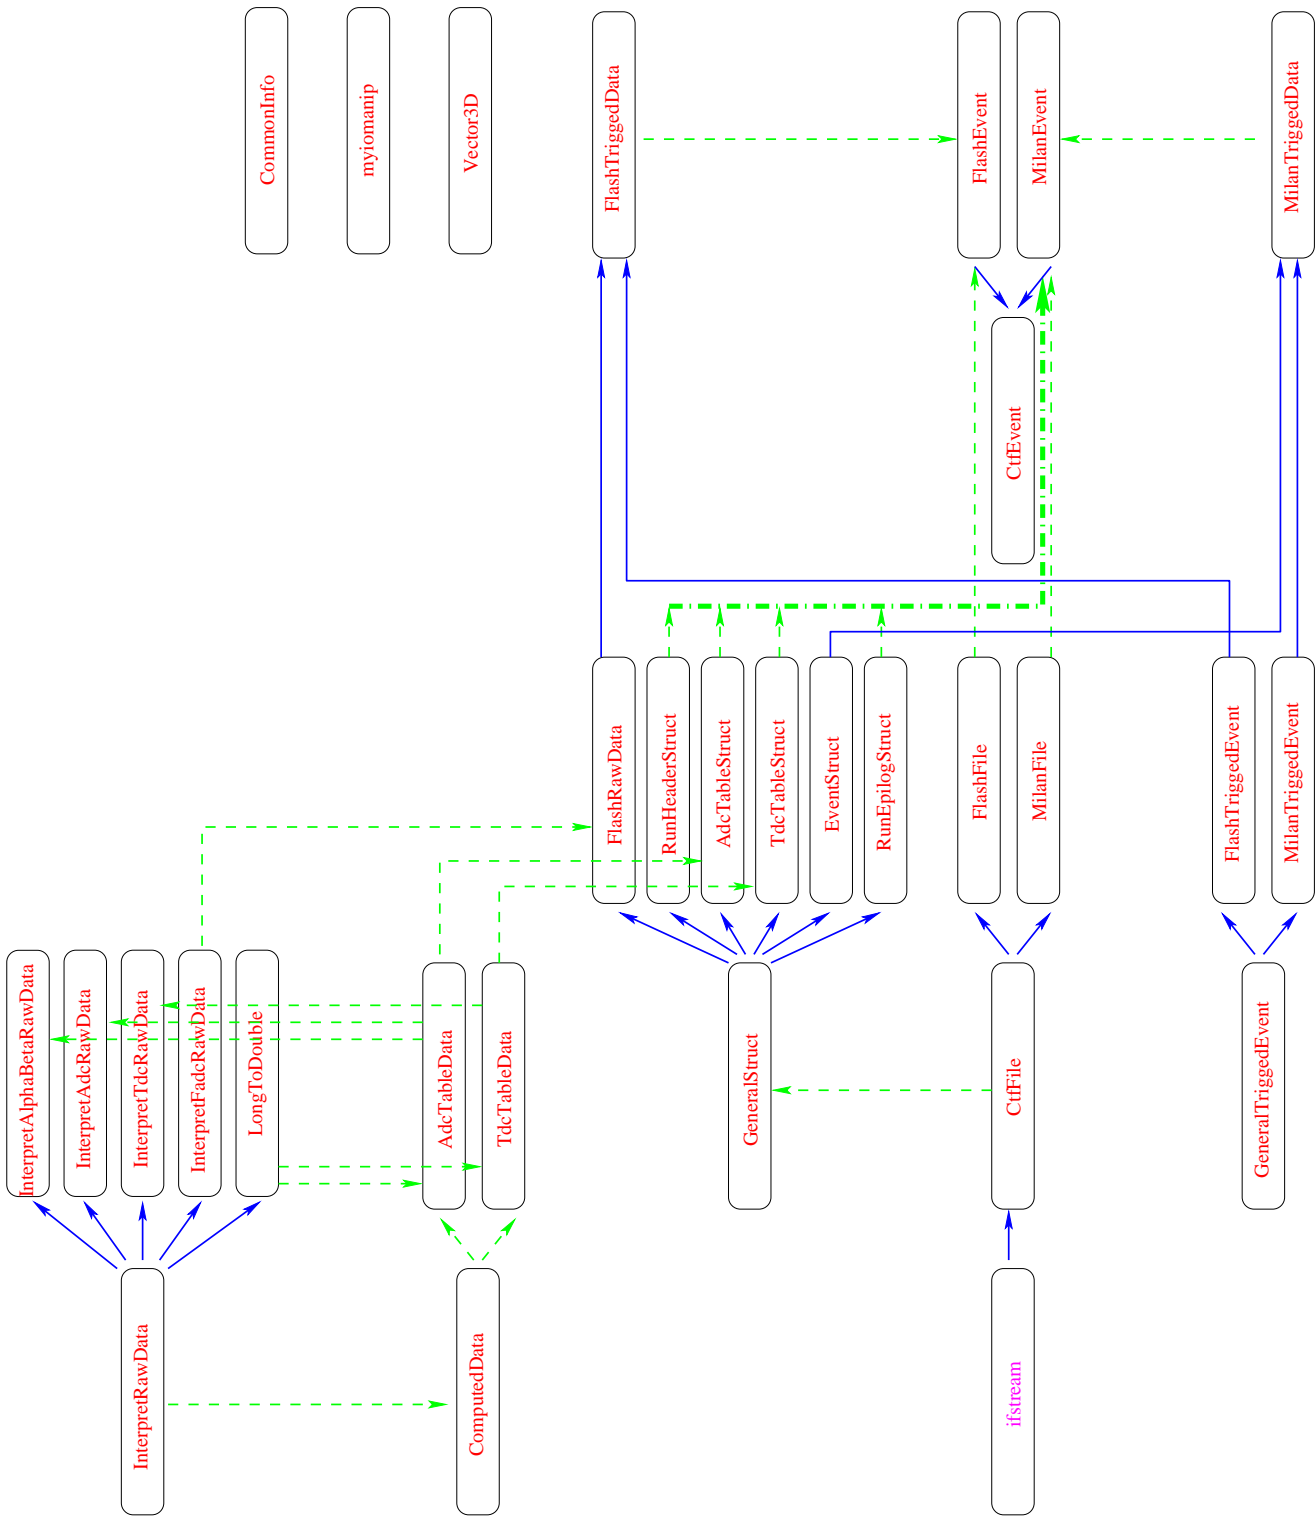 CommonInfo
myiomanip
Vector3D
FlashTriggedData
FlashEvent
MilanEvent
MilanTriggedData
CtfEvent
FlashRawData
RunHeaderStruct
AdcTableStruct
TdcTableStruct
EventStruct
RunEpilogStruct
FlashFile
MilanFile
FlashTriggedEvent
MilanTriggedEvent
InterpretAlphaBetaRawData
InterpretAdcRawData
InterpretTdcRawData
InterpretFadcRawData
LongToDouble
AdcTableData
TdcTableData
GeneralStruct
CtfFile
GeneralTriggedEvent
InterpretRawData
ComputedData
ifstream